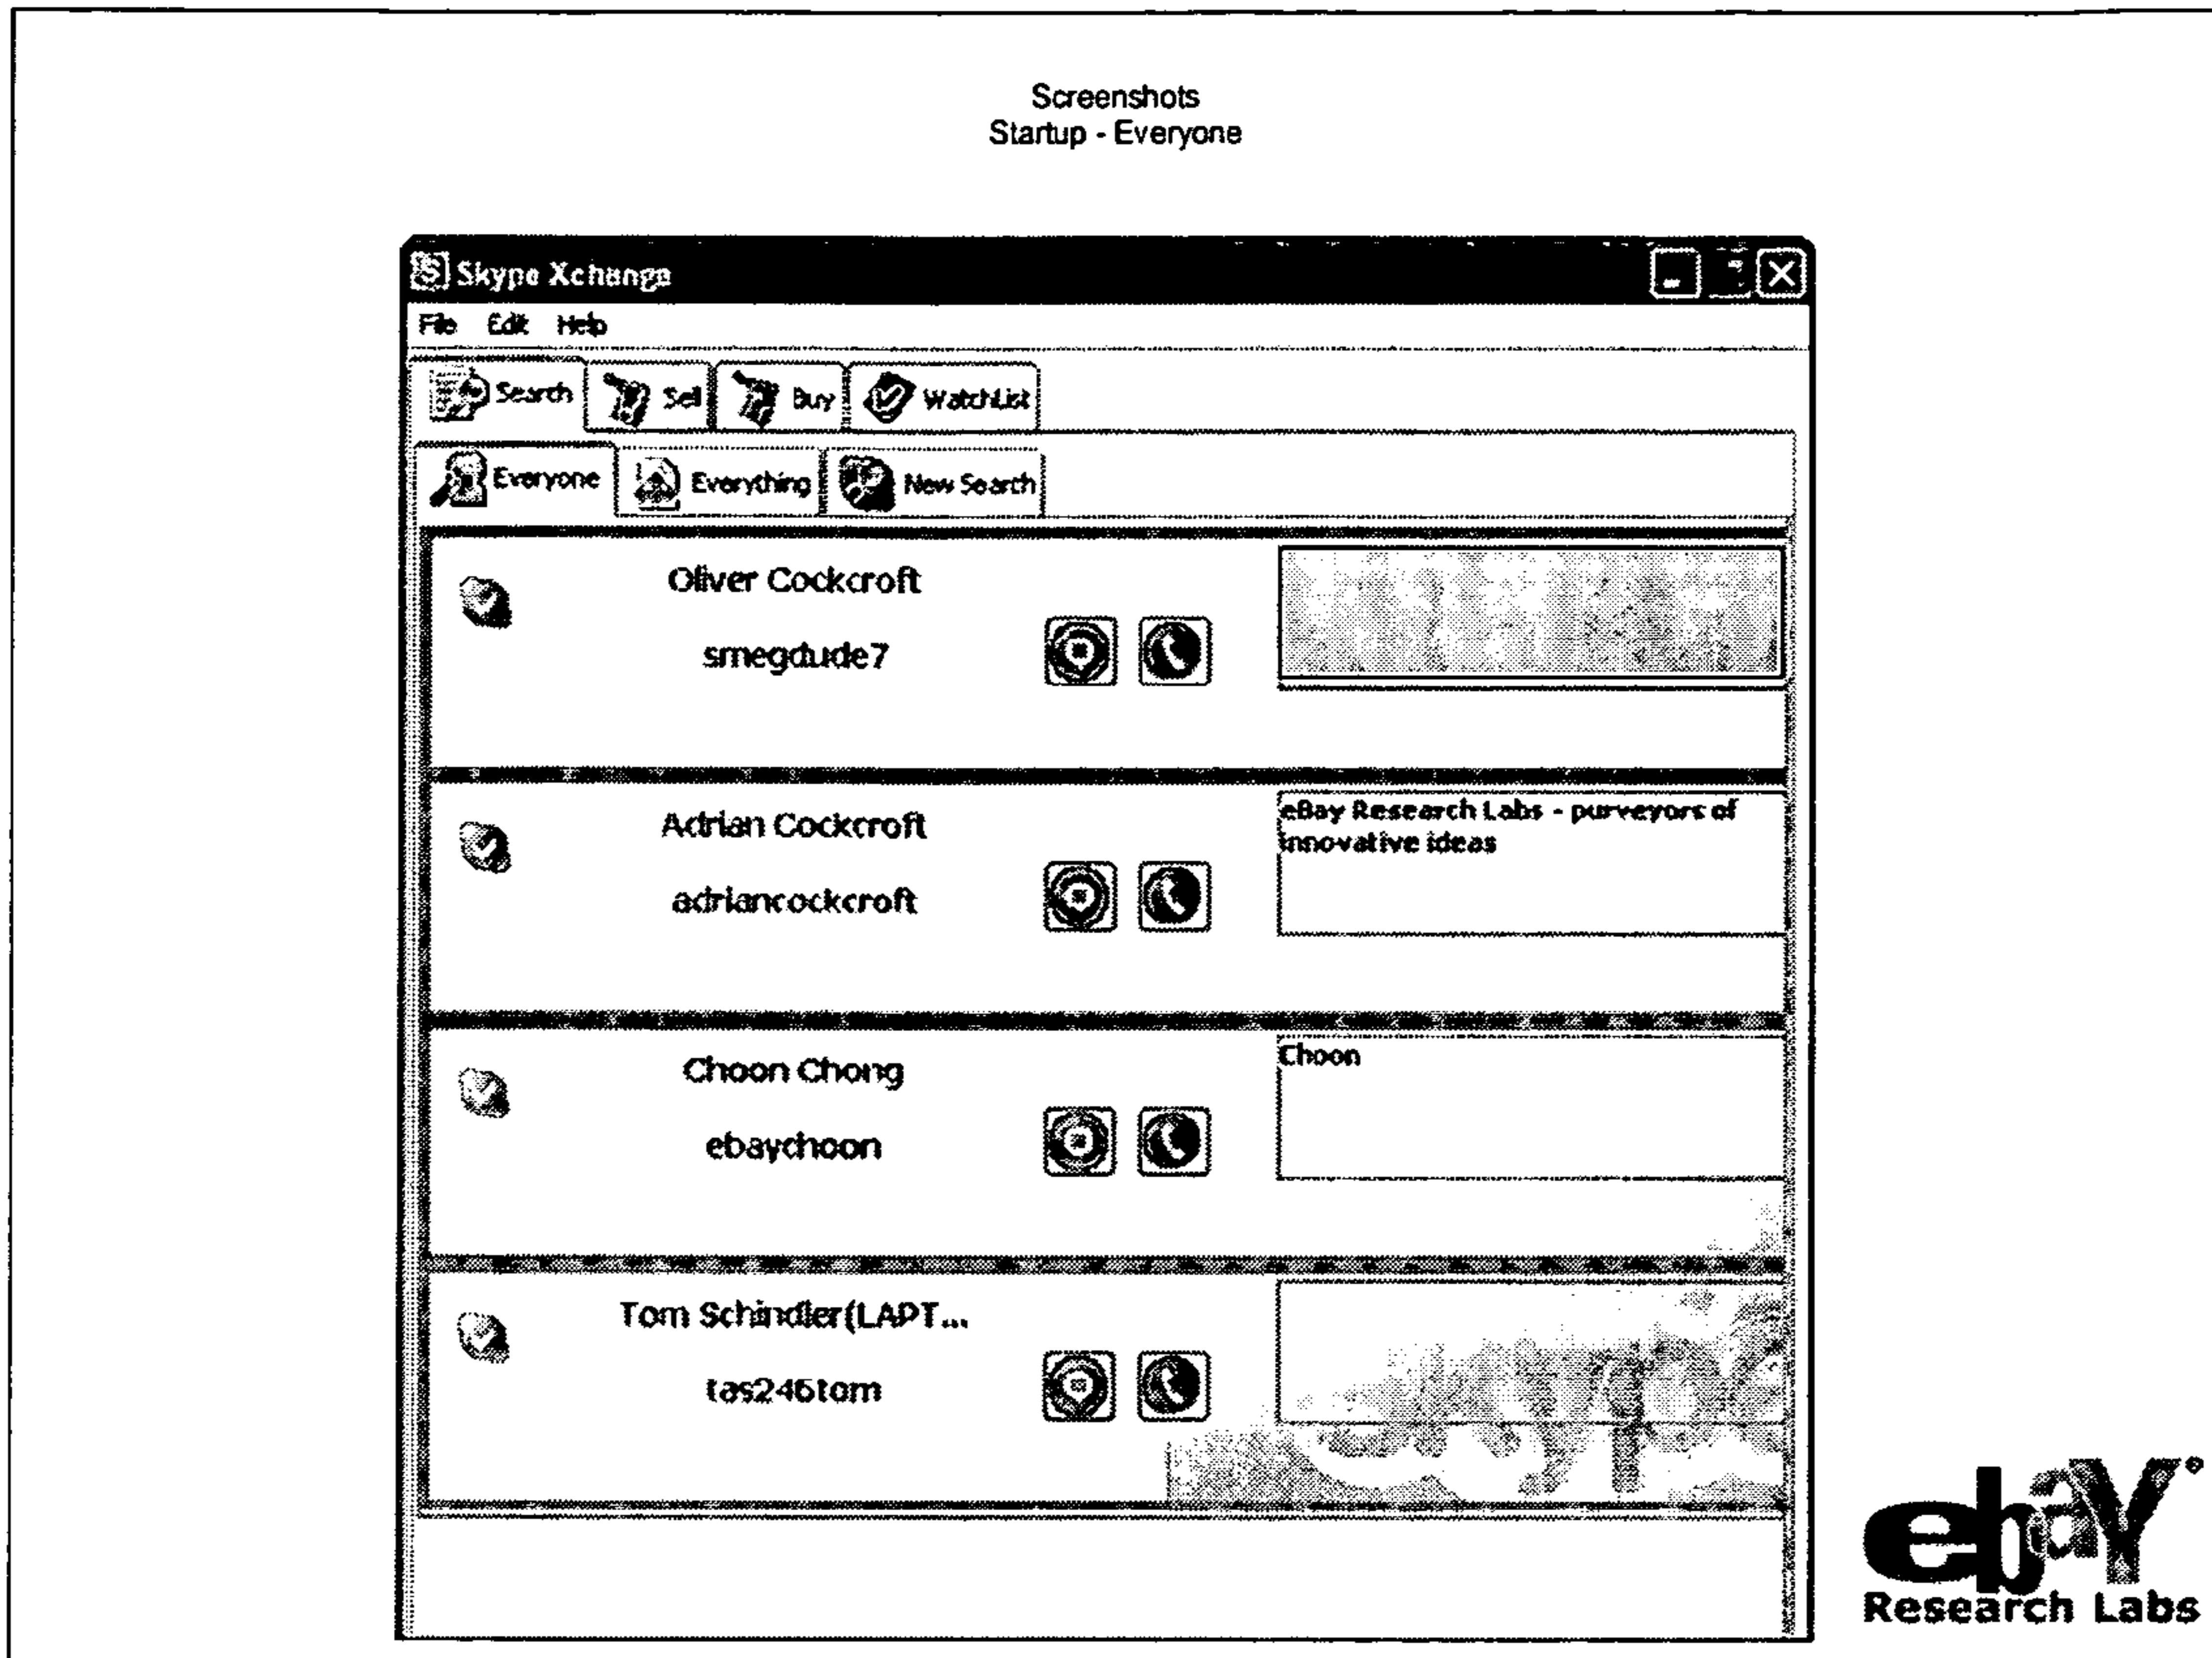 Screenshots
Startup - Everyone
Skype Xchange
File Edit Help
Search Sell Buy WatchList
Everyone Everything New Search
Oliver Cockcroft
smegdude7
Adrian Cockcroft
adriancockcroft
eBay Research Labs - purveyors of
innovative ideas
Choon Chong
ebaychoon
Choon
Tom Schindler(LAPT...
tas246tom
ebaY
Research Labs